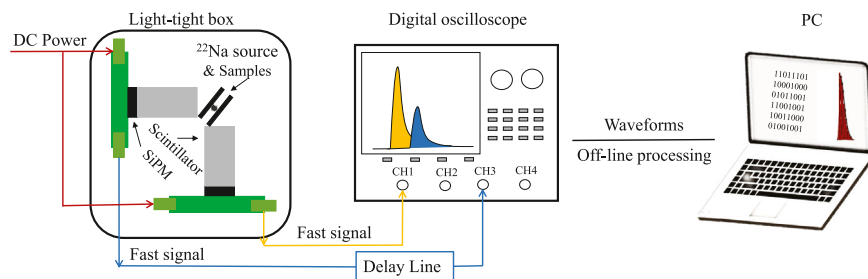 Light-tight box
Digital oscilloscope
PC
DC Power
²²Na source
& Samples
Scintillator
SiPM
CH1
CH2
CH3
CH4
11011101
10001000
01011001
11001001
10011000
01001001
Waveforms
Off-line processing
Fast signal
Fast signal
Delay Line